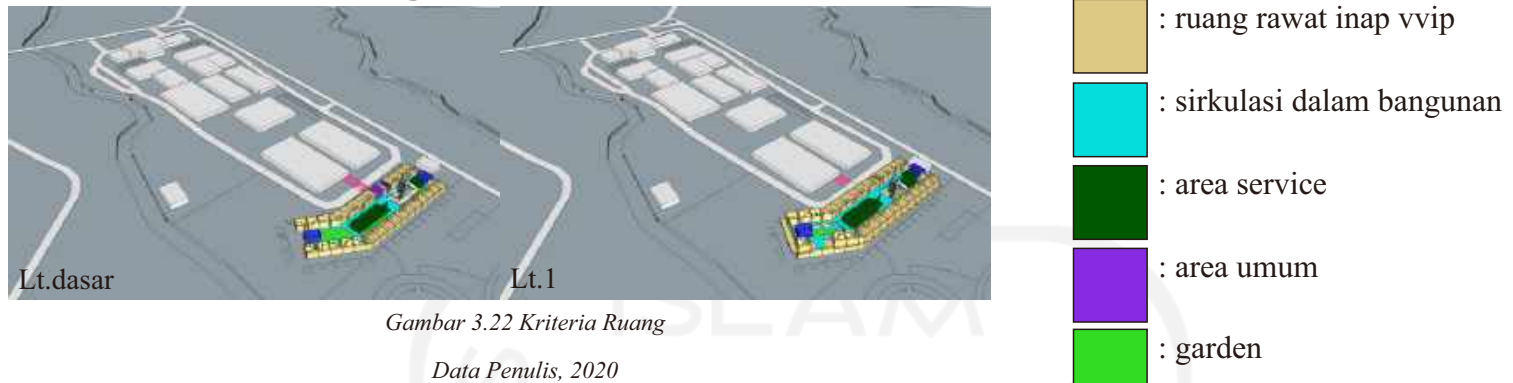 Lt.dasar
Lt.1
Gambar 3.22 Kriteria Ruang
Data Penulis, 2020
: ruang rawat inap vvip
: sirkulasi dalam bangunan
: area service
: area umum
: garden
ISLAM